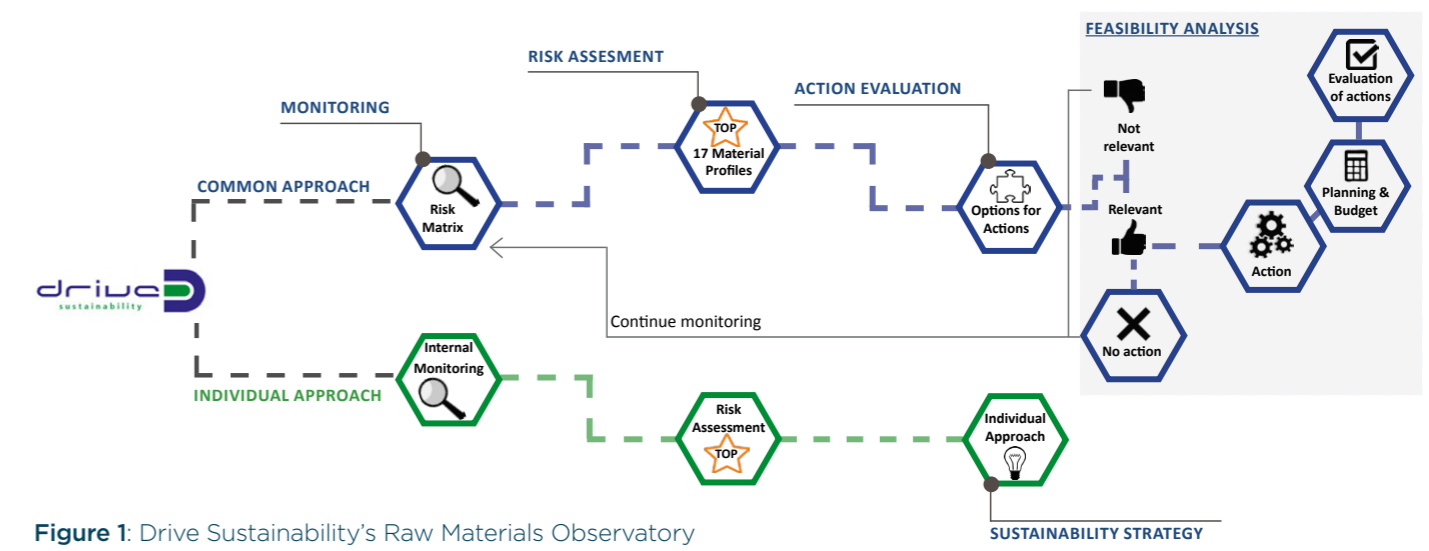 FEASIBILITY ANALYSIS
RISK ASSESMENT
ACTION EVALUATION
MONITORING
COMMON APPROACH
Risk
Matrix
TOP
17 Material
Profiles
Options for
Actions
Not
relevant
Relevant
Evaluation
of actions
Planning &
Budget
Action
No action
Continue monitoring
drive
sustainability
INDIVIDUAL APPROACH
Internal
Monitoring
Risk
Assessment
TOP
Individual
Approach
SUSTAINABILITY STRATEGY
Figure 1: Drive Sustainability's Raw Materials Observatory